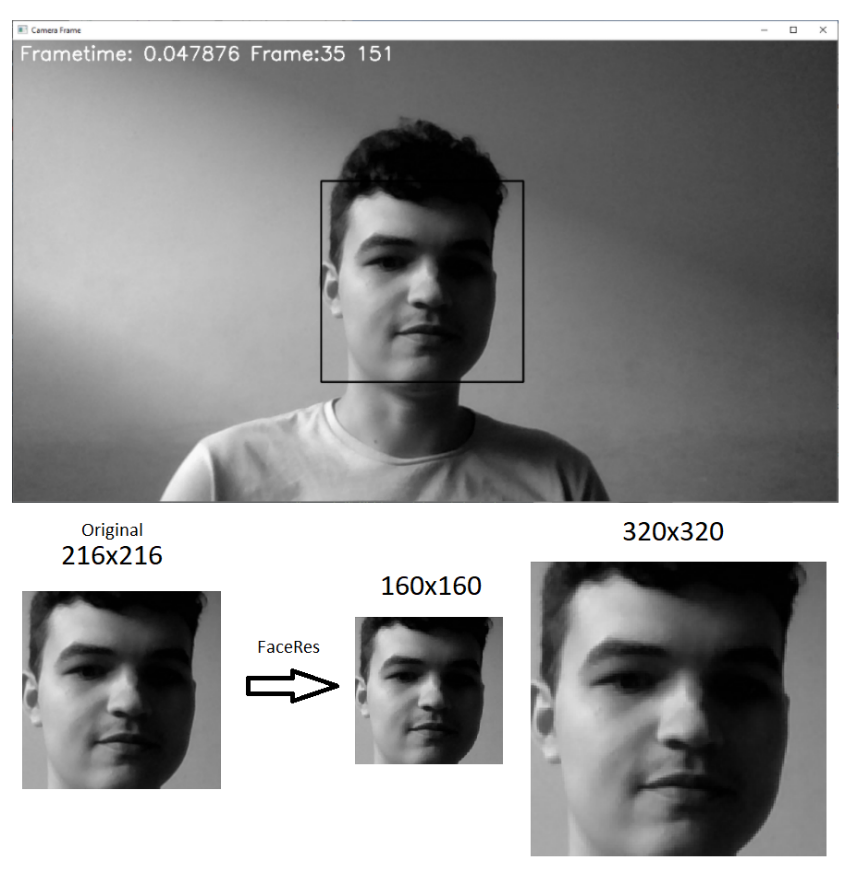 Camera Frame
Frametime: 0.047876 Frame:35 151
Original
216x216
FaceRes
160x160
320x320